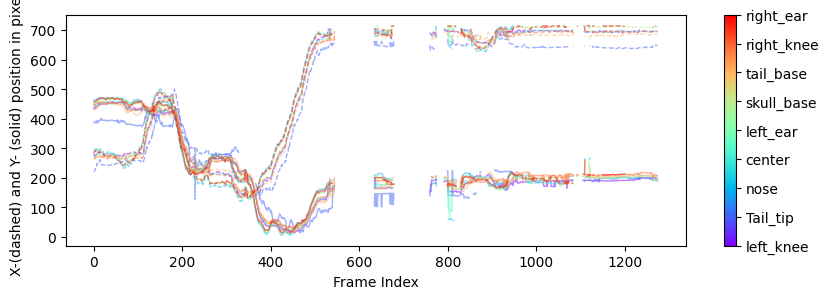 X-(dashed) and Y- (solid) position in pixe
700
600
500
400
300
200
100
0
0
200
400
600
800
1000
1200
Frame Index
right_ear
right_knee
tail_base
skull_base
left_ear
center
nose
Tail_tip
left_knee